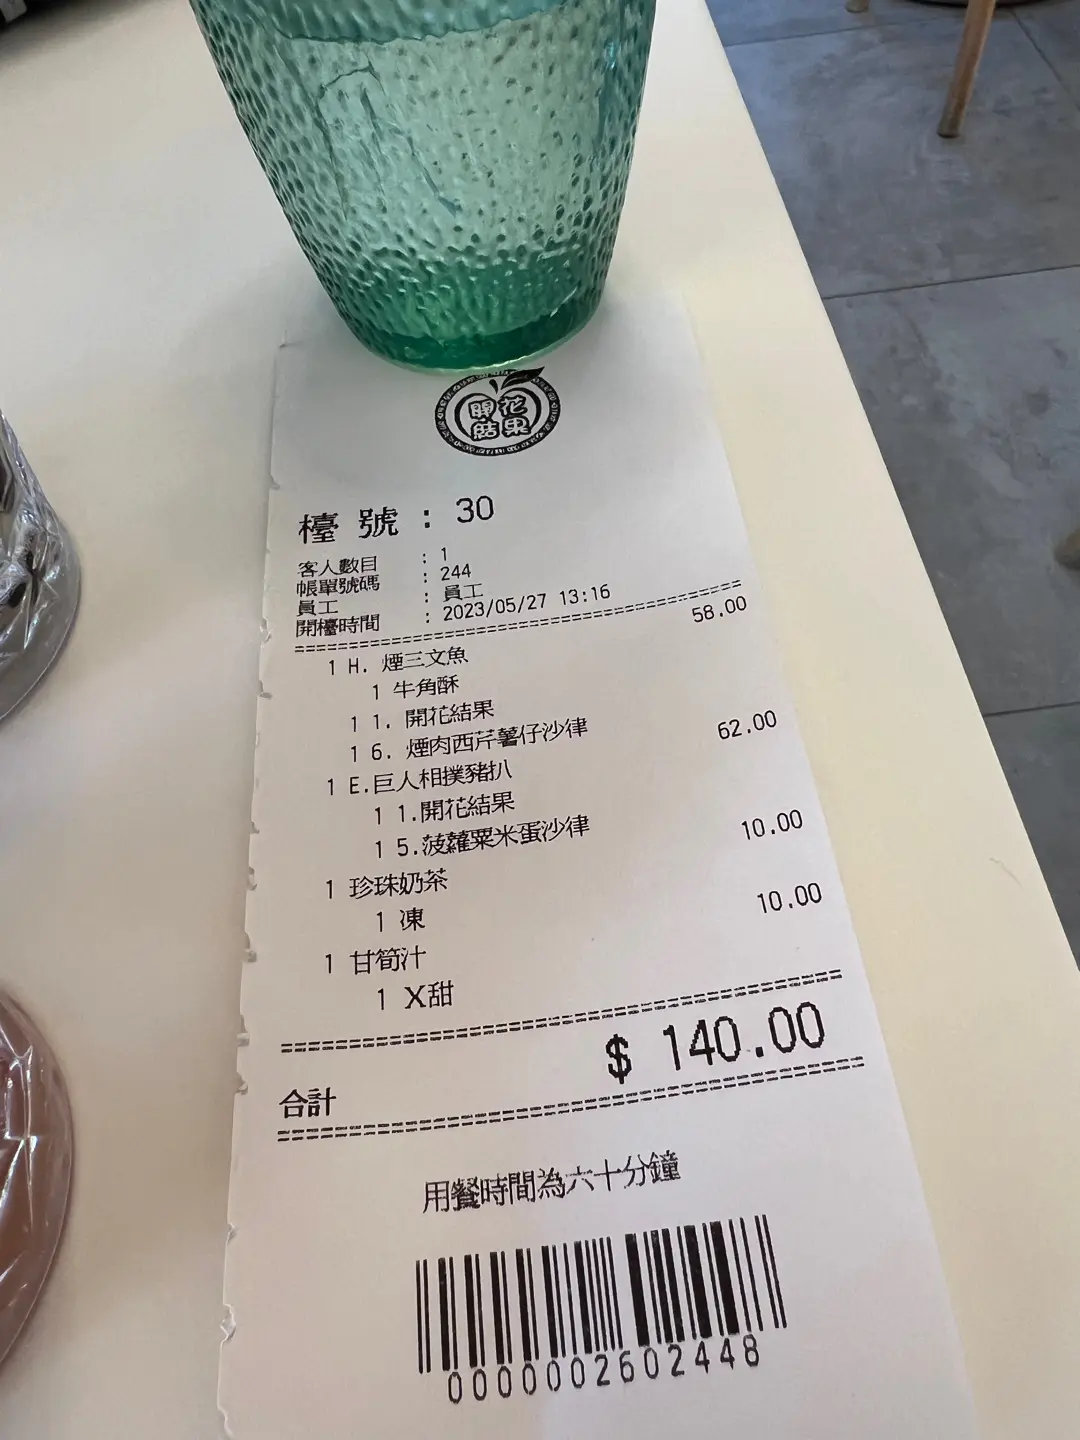 開花
結果
檯號 : 30
客人數目 : 1
帳單號碼 : 244
員工 : 員工
開檯時間 : 2023/05/27 13:16
1 H. 煙三文魚 58.00
1 牛角酥
1 1. 開花結果
1 6. 煙肉西芹薯仔沙律
1 E.巨人相撲豬扒 62.00
1 1.開花結果
1 5.菠蘿粟米蛋沙律
1 珍珠奶茶 10.00
1 凍
1 甘筍汁 10.00
1 X甜
合計 $ 140.00
用餐時間為六十分鐘
0000002602448